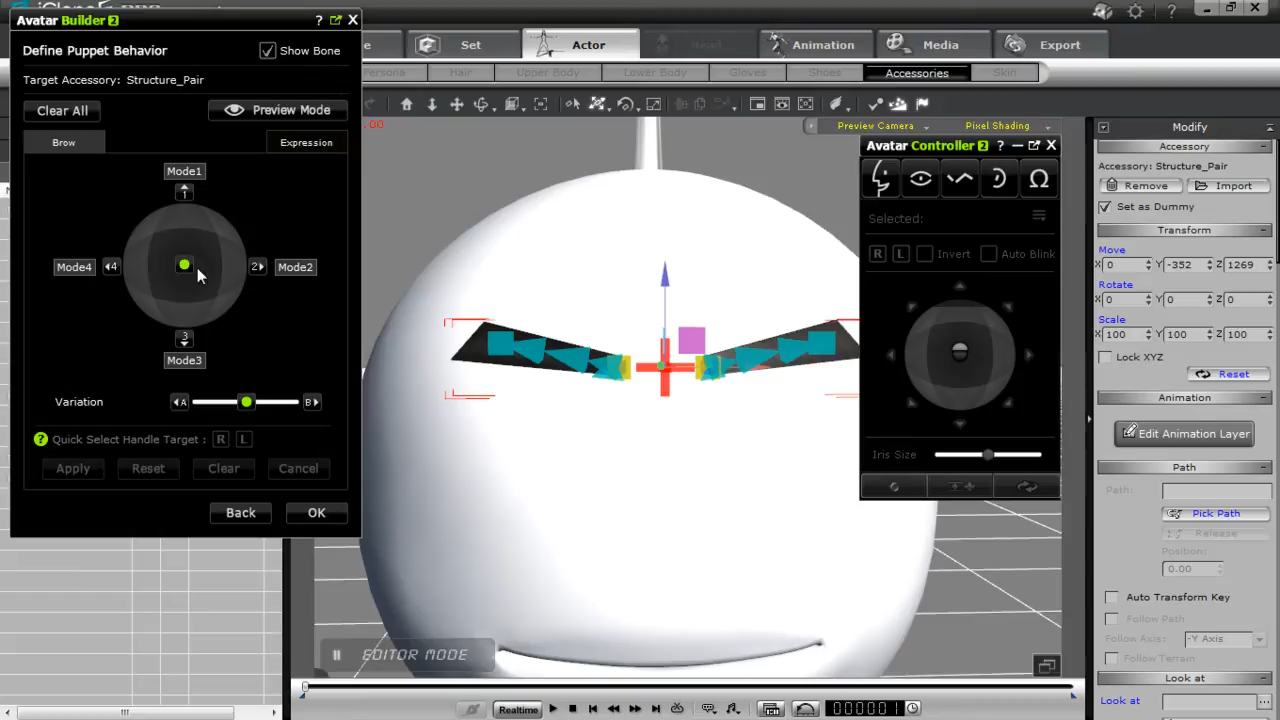 Avatar Builder 2 ? X
Define Puppet Behavior
Show Bone
Target Accessory: Structure_Pair
Clear All
Preview Mode
Brow
Expression
Mode1
1
Mode4
4
2
Mode2
3
Mode3
Variation
A
B
? Quick Select Handle Target :
R
L
Apply
Reset
Clear
Cancel
Back
OK
Set
Actor
Head
Animation
Media
Export
Persona
Hair
Upper Body
Lower Body
Gloves
Shoes
Accessories
Skin
.00
Preview Camera
Pixel Shading
Avatar Controller 2 ? X
Selected:
R
L
Invert
Auto Blink
Iris Size
EDITOR MODE
Realtime
000001
Modify
Accessory
Accessory: Structure_Pair
Remove
Import
Set as Dummy
Transform
Move
X 0 Y -352 Z 1269
Rotate
X 0 Y 0 Z 0
Scale
X 100 Y 100 Z 100
Lock XYZ
Reset
Animation
Edit Animation Layer
Path
Path:
Pick Path
Release
Position:
0.00
Auto Transform Key
Follow Path
Follow Axis: -Y Axis
Follow Terrain
Look at
Look at